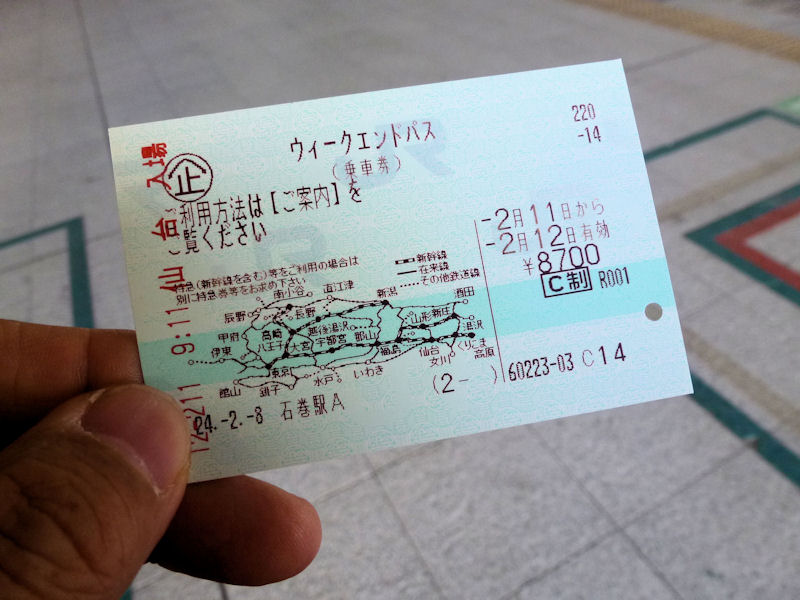 ウィークエンドパス
(乗車券)
220
-14
ご利用方法は【ご案内】を
ご覧ください
-2月11日から
-2月12日有効
¥8700
C制 R001
特急(新幹線を含む)等をご利用の場合は
別に特急券等をお求め下さい
新幹線
在来線
その他鉄道線
南小谷 直江津 新潟 酒田
辰野 長野 山形 新庄
甲府 高崎 越後湯沢 湯沢
伊東 八王子 大宮 宇都宮 郡山 福島 仙台 くりこま高原
東京 水戸 いわき 女川
館山 銚子
(2- )
60223-03 C14
24.-2.-8 石巻駅A
9:11 仙台 入場